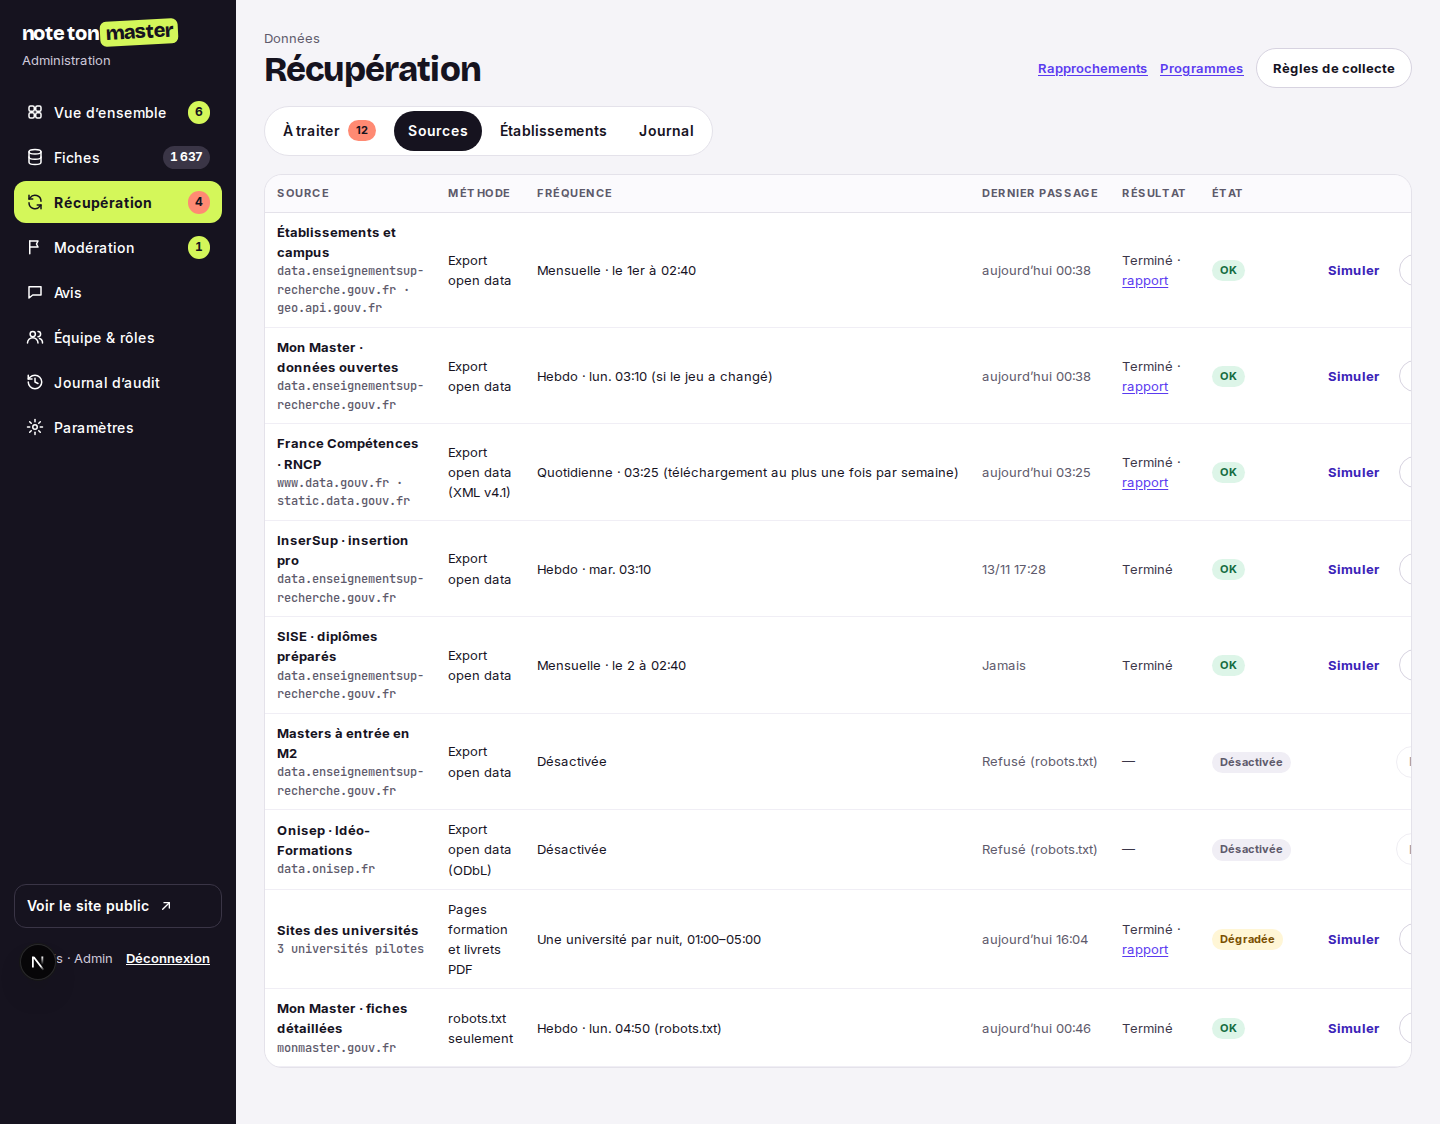 note ton master
Administration
Vue d’ensemble 6
Fiches 1 637
Récupération 4
Modération 1
Avis
Équipe & rôles
Journal d’audit
Paramètres
Voir le site public
s · Admin Déconnexion
Données
Récupération
Rapprochements Programmes Règles de collecte
À traiter 12 Sources Établissements Journal
SOURCE MÉTHODE FRÉQUENCE DERNIER PASSAGE RÉSULTAT ÉTAT
Établissements et
campus
data.enseignementsup-
recherche.gouv.fr ·
geo.api.gouv.fr
Export
open data
Mensuelle · le 1er à 02:40
aujourd’hui 00:38
Terminé ·
rapport
OK
Simuler
Mon Master ·
données ouvertes
data.enseignementsup-
recherche.gouv.fr
Export
open data
Hebdo · lun. 03:10 (si le jeu a changé)
aujourd’hui 00:38
Terminé ·
rapport
OK
Simuler
France Compétences
· RNCP
www.data.gouv.fr ·
static.data.gouv.fr
Export
open data
(XML v4.1)
Quotidienne · 03:25 (téléchargement au plus une fois par semaine)
aujourd’hui 03:25
Terminé ·
rapport
OK
Simuler
InserSup · insertion
pro
data.enseignementsup-
recherche.gouv.fr
Export
open data
Hebdo · mar. 03:10
13/11 17:28
Terminé
OK
Simuler
SISE · diplômes
préparés
data.enseignementsup-
recherche.gouv.fr
Export
open data
Mensuelle · le 2 à 02:40
Jamais
Terminé
OK
Simuler
Masters à entrée en
M2
data.enseignementsup-
recherche.gouv.fr
Export
open data
Désactivée
Refusé (robots.txt)
—
Désactivée
Onisep · Idéo-
Formations
data.onisep.fr
Export
open data
(ODbL)
Désactivée
Refusé (robots.txt)
—
Désactivée
Sites des universités
3 universités pilotes
Pages
formation
et livrets
PDF
Une université par nuit, 01:00–05:00
aujourd’hui 16:04
Terminé ·
rapport
Dégradée
Simuler
Mon Master · fiches
détaillées
monmaster.gouv.fr
robots.txt
seulement
Hebdo · lun. 04:50 (robots.txt)
aujourd’hui 00:46
Terminé
OK
Simuler